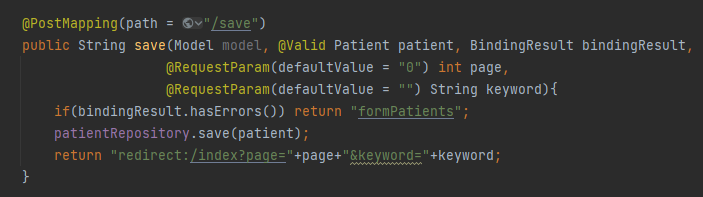 @PostMapping(path = "/save")
public String save(Model model, @Valid Patient patient, BindingResult bindingResult,
@RequestParam(defaultValue = "0") int page,
@RequestParam(defaultValue = "") String keyword){
if(bindingResult.hasErrors()) return "formPatients";
patientRepository.save(patient);
return "redirect:/index?page="+page+"&keyword="+keyword;
}